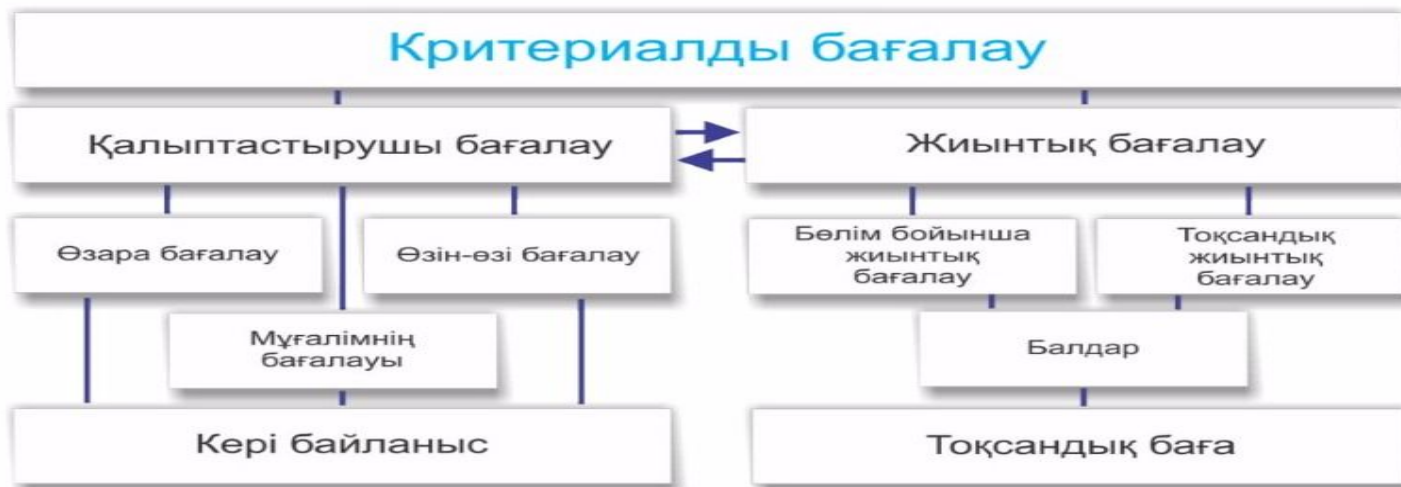 Критериалды бағалау
Қалыптастырушы бағалау
Жиынтық бағалау
Өзара бағалау
Өзін-өзі бағалау
Бөлім бойынша
жиынтық
бағалау
Тоқсандық
жиынтық
бағалау
Мұғалімнің
бағалауы
Балдар
Кері байланыс
Тоқсандық баға